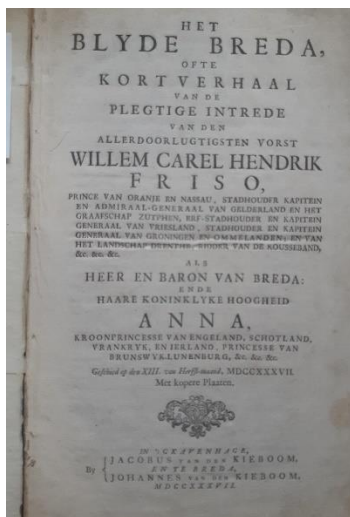 HET
BLYDE BREDA,
OFTE
KORT VERHAAL
VAN DE
PLEGTIGE INTREDE
VAN DEN
ALLERDOORLUGTIGSTEN VORST
WILLEM CAREL HENDRIK
FRISO,
PRINCE VAN ORANJE EN NASSAU, STADHOUDER KAPITEIN
EN ADMIRAAL-GENERAAL VAN GELDERLAND EN HET
GRAAFSCHAP ZUTPHEN, ERF-STADHOUDER EN KAPITEIN
GENERAAL VAN VRIESLAND, STADHOUDER EN KAPITEIN
GENERAAL VAN GRONINGEN EN OMMELANDEN, EN VAN
HET LANDSCHAP DRENTHE, RIDDER VAN DE KOUSEBAND,
&c. &c. &c.
ALS
HEER EN BARON VAN BREDA:
ENDE
HAARE KONINKLYKE HOOGHEID
ANNA,
KROONPRINCESSE VAN ENGELAND, SCHOTLAND,
VRANKRYK, EN IERLAND, PRINCESSE VAN
BRUNSWYK-LUNENBURG, &c. &c. &c.
Geschied op den XIII. van Herfst-maand, MDCCXXXVII.
Met kopere Plaaten.
IN 'sGRAVENHAGE,
By JACOBUS VAN DEN KIEBOOM,
EN TE BREDA,
JOHANNES VAN DEN KIEBOOM,
MDCCXXXVII.